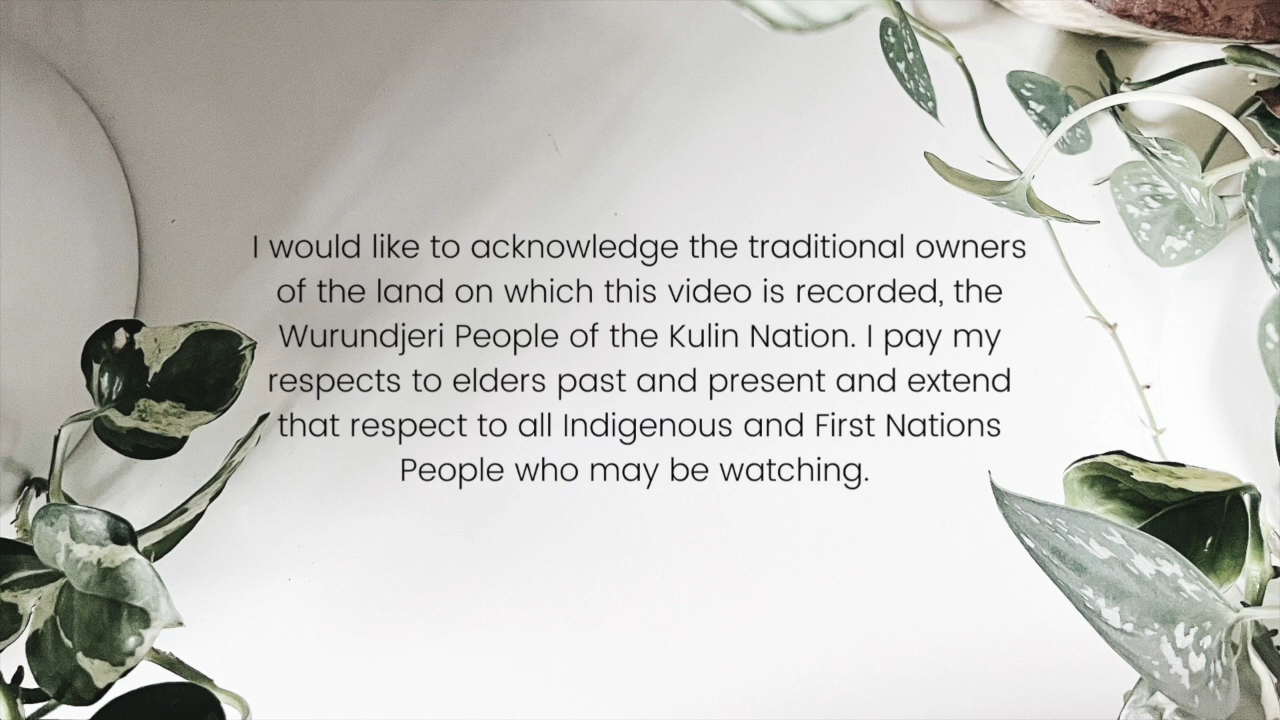 I would like to acknowledge the traditional owners
of the land on which this video is recorded, the
Wurundjeri People of the Kulin Nation. I pay my
respects to elders past and present and extend
that respect to all Indigenous and First Nations
People who may be watching.